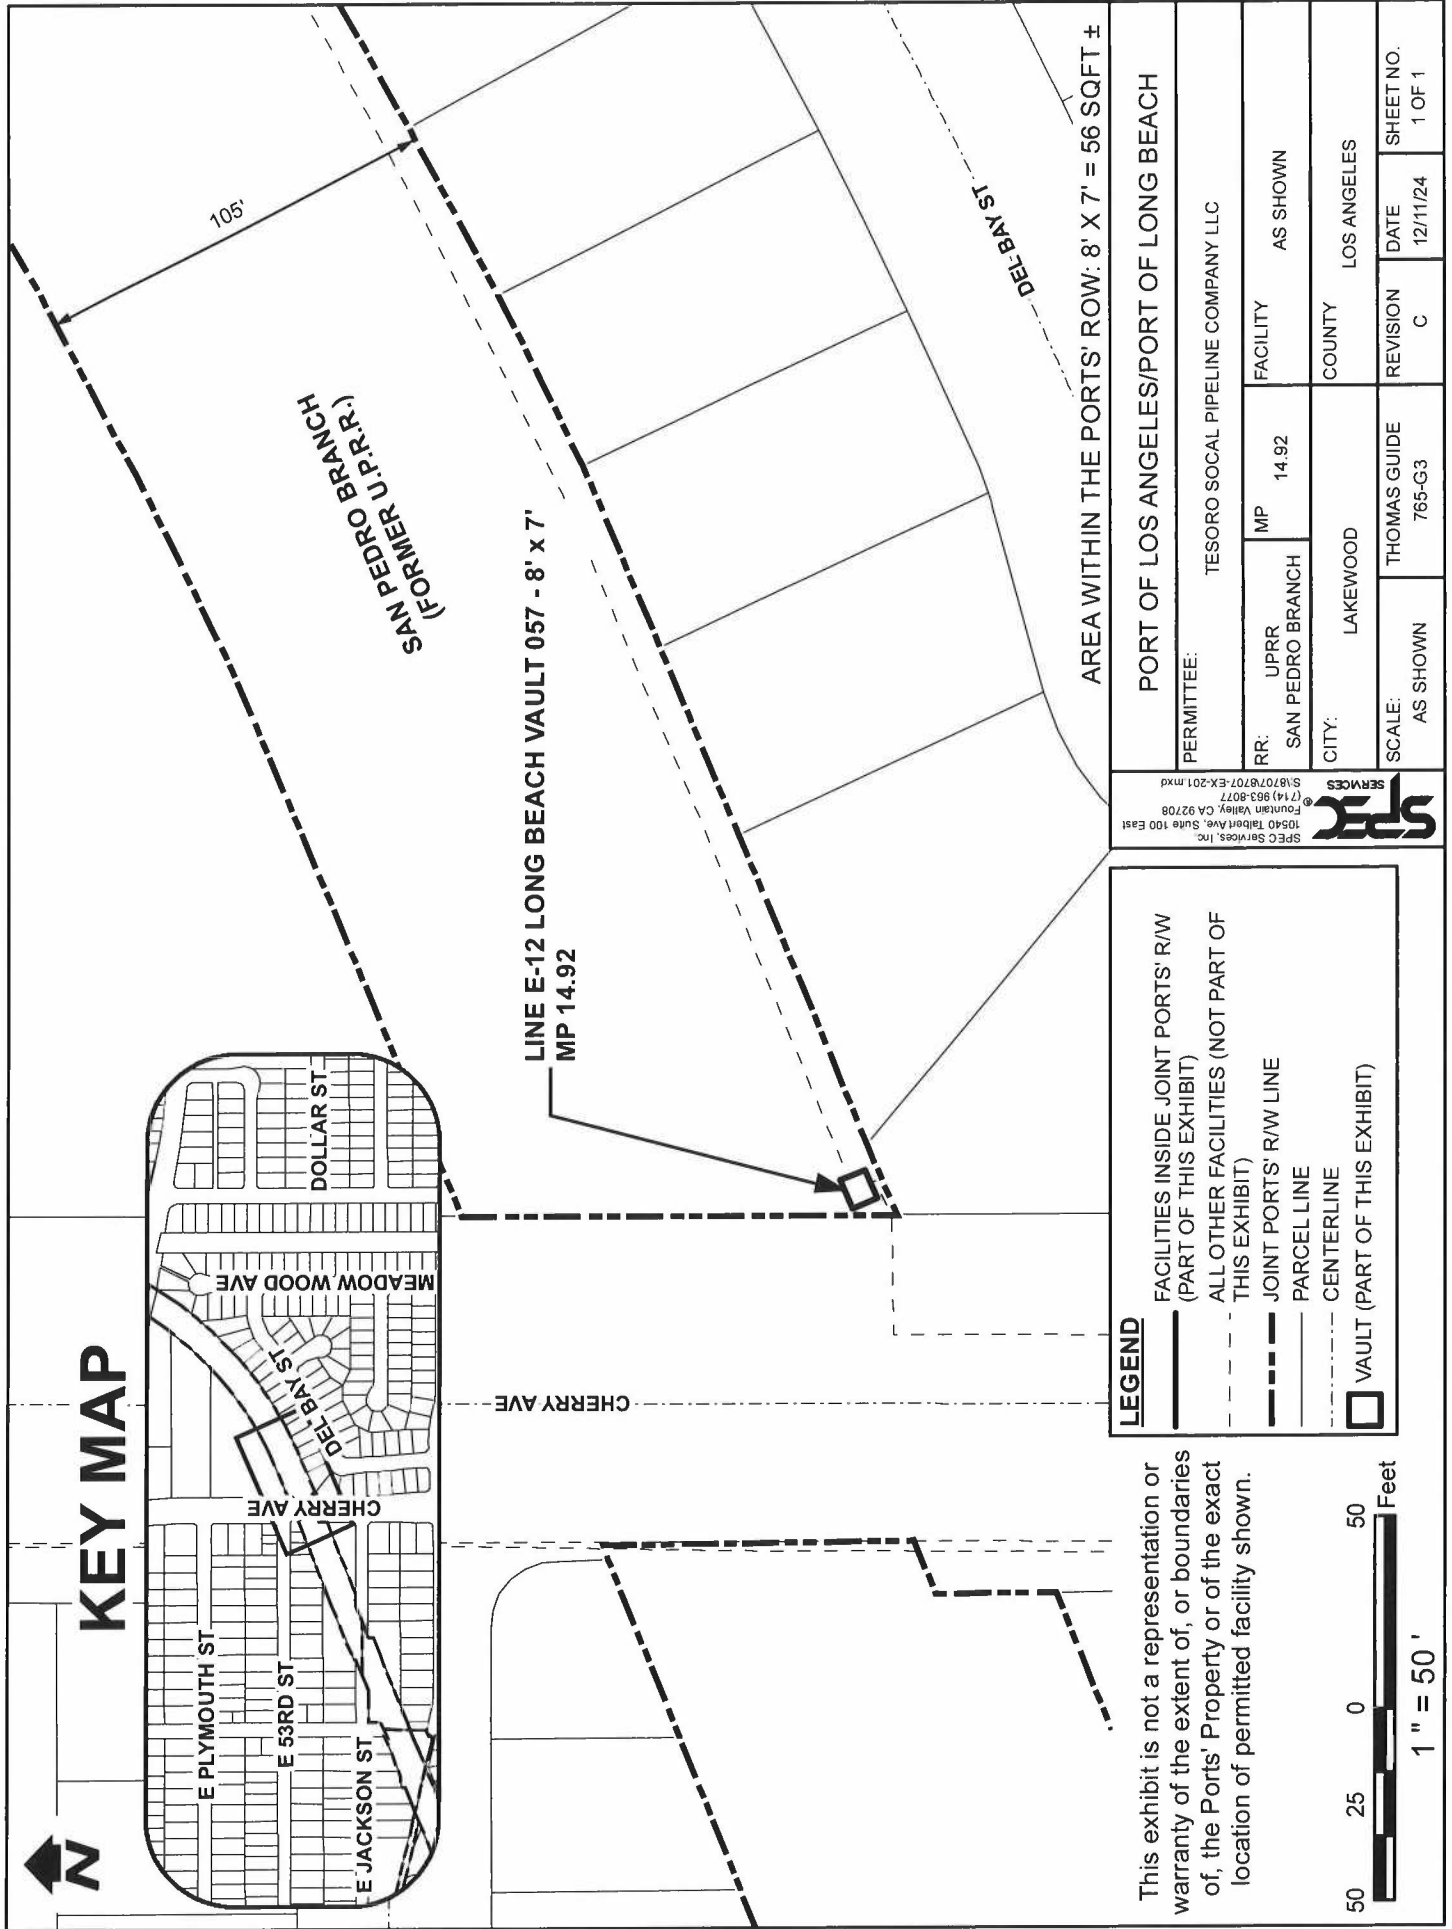 KEY MAP
N
E PLYMOUTH ST
E 53RD ST
E JACKSON ST
CHERRY AVE
DEL BAY ST
MEADOW WOOD AVE
DOLLAR ST
SAN PEDRO BRANCH
(FORMER U.P.R.R.)
105'
LINE E-12 LONG BEACH VAULT 057 - 8' x 7'
MP 14.92
CHERRY AVE
DEL BAY ST
AREA WITHIN THE PORTS' ROW: 8' X 7' = 56 SQFT ±
This exhibit is not a representation or
warranty of the extent of, or boundaries
of, the Ports' Property or of the exact
location of permitted facility shown.
50 25 0 50
Feet
1 " = 50 '
LEGEND
FACILITIES INSIDE JOINT PORTS' R/W
(PART OF THIS EXHIBIT)
ALL OTHER FACILITIES (NOT PART OF
THIS EXHIBIT)
JOINT PORTS' R/W LINE
PARCEL LINE
CENTERLINE
VAULT (PART OF THIS EXHIBIT)
SPEC Services, Inc.
10540 Talbert Ave, Suite 100 East
Fountain Valley, CA 92708
(714) 963-8077
S:\8707\8707-EX-201.mxd
SPEC ®
SERVICES
PORT OF LOS ANGELES/PORT OF LONG BEACH
PERMITTEE:
TESORO SOCAL PIPELINE COMPANY LLC
RR: UPRR
SAN PEDRO BRANCH
MP 14.92
FACILITY AS SHOWN
CITY: LAKEWOOD
COUNTY LOS ANGELES
SCALE: AS SHOWN
THOMAS GUIDE 765-G3
REVISION C
DATE 12/11/24
SHEET NO. 1 OF 1